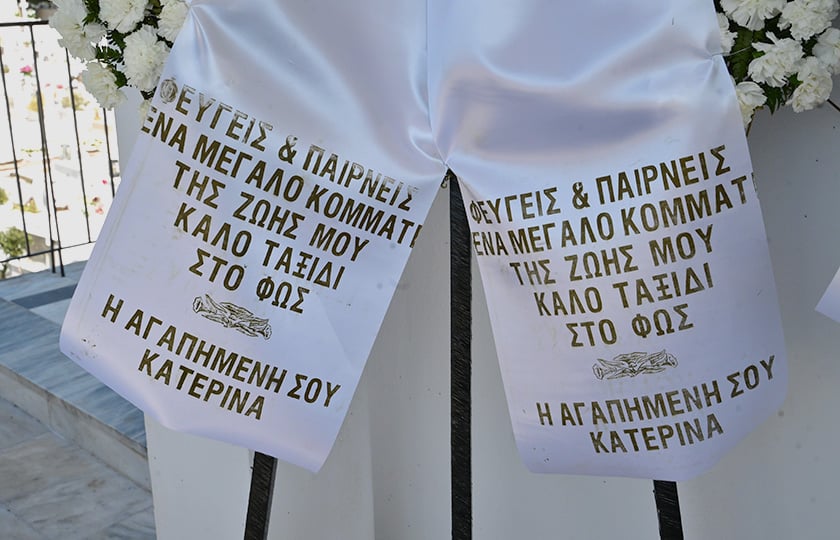 ΦΕΥΓΕΙΣ & ΠΑΙΡΝΕΙΣ
ΕΝΑ ΜΕΓΑΛΟ ΚΟΜΜΑΤΙ
ΤΗΣ ΖΩΗΣ ΜΟΥ
ΚΑΛΟ ΤΑΞΙΔΙ
ΣΤΟ ΦΩΣ
Η ΑΓΑΠΗΜΕΝΗ ΣΟΥ
ΚΑΤΕΡΙΝΑ
ΦΕΥΓΕΙΣ & ΠΑΙΡΝΕΙΣ
ΕΝΑ ΜΕΓΑΛΟ ΚΟΜΜΑΤΙ
ΤΗΣ ΖΩΗΣ ΜΟΥ
ΚΑΛΟ ΤΑΞΙΔΙ
ΣΤΟ ΦΩΣ
Η ΑΓΑΠΗΜΕΝΗ ΣΟΥ
ΚΑΤΕΡΙΝΑ